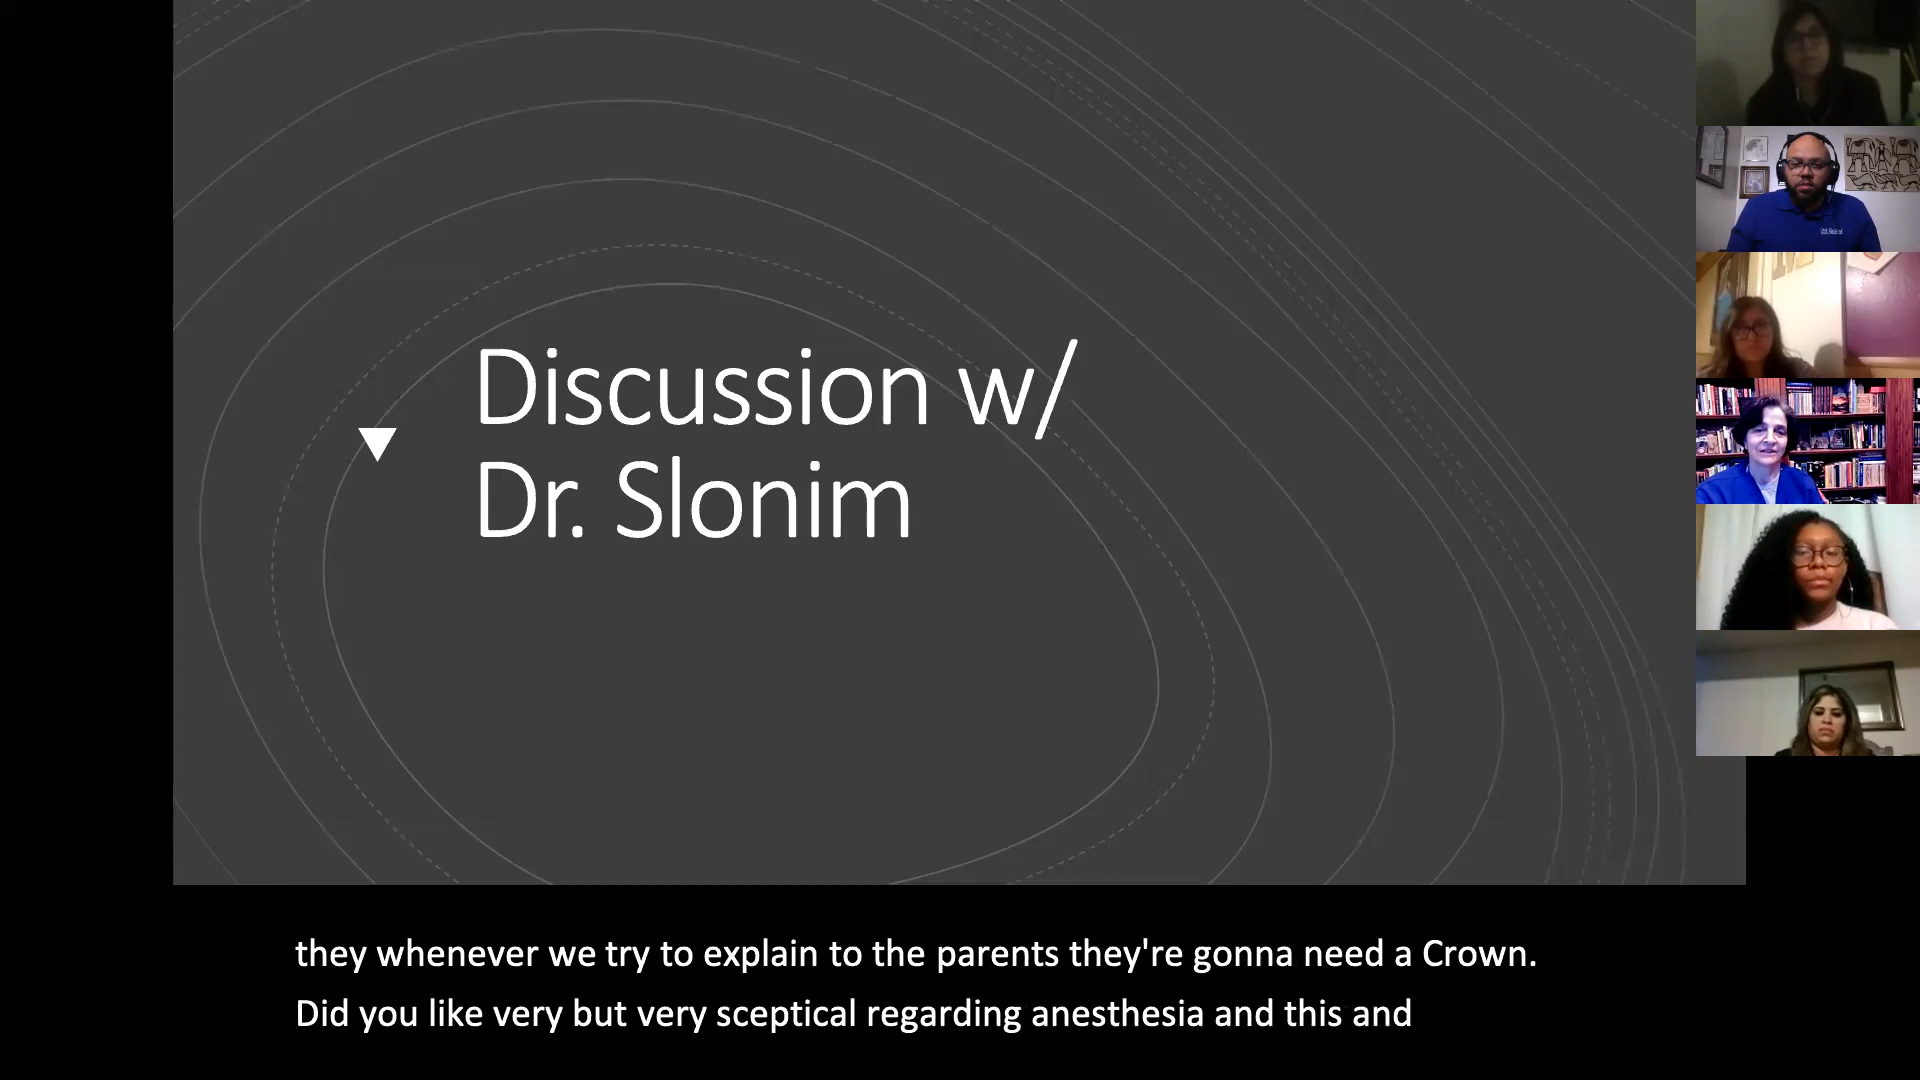 Discussion w/
Dr. Slonim
they whenever we try to explain to the parents they're gonna need a Crown.
Did you like very but very sceptical regarding anesthesia and this and